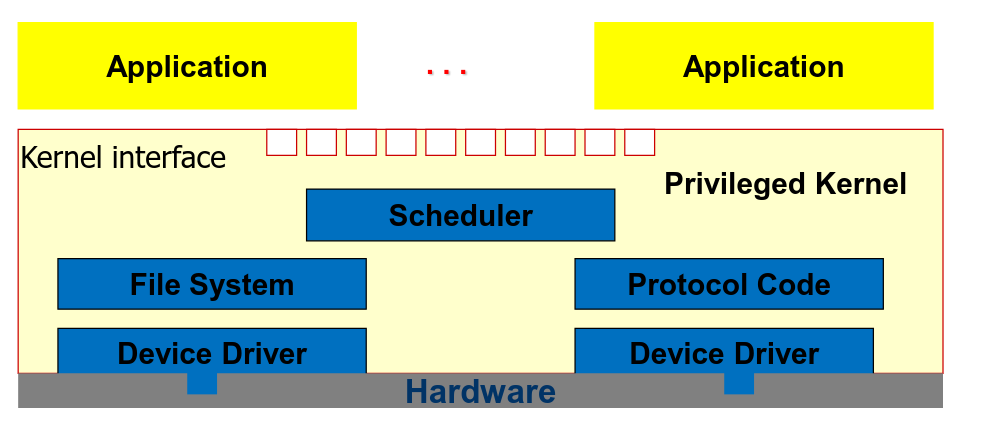 Application
. . .
Application
Kernel interface
Privileged Kernel
Scheduler
File System
Protocol Code
Device Driver
Device Driver
Hardware